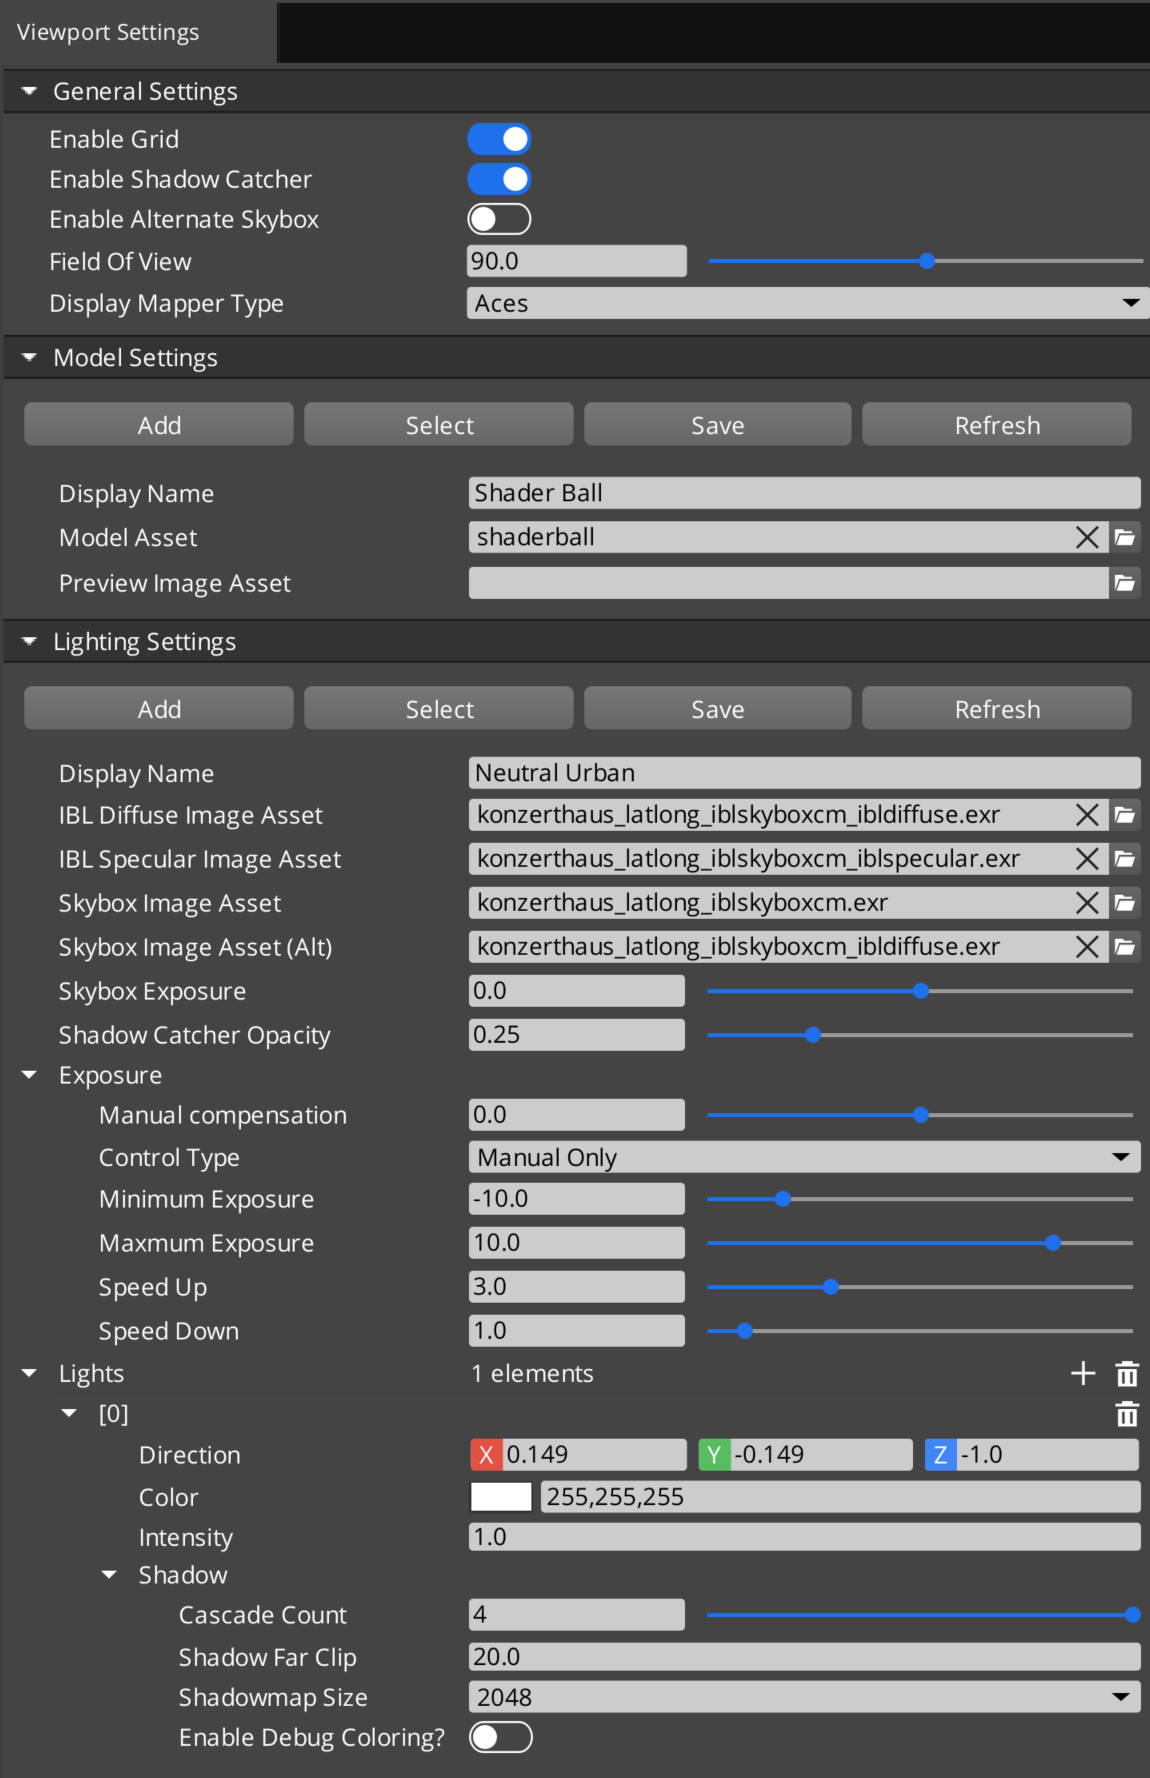 Viewport Settings
General Settings
Enable Grid
Enable Shadow Catcher
Enable Alternate Skybox
Field Of View 90.0
Display Mapper Type Aces
Model Settings
Add Select Save Refresh
Display Name Shader Ball
Model Asset shaderball
Preview Image Asset
Lighting Settings
Add Select Save Refresh
Display Name Neutral Urban
IBL Diffuse Image Asset konzerthaus_latlong_iblskyboxcm_ibldiffuse.exr
IBL Specular Image Asset konzerthaus_latlong_iblskyboxcm_iblspecular.exr
Skybox Image Asset konzerthaus_latlong_iblskyboxcm.exr
Skybox Image Asset (Alt) konzerthaus_latlong_iblskyboxcm_ibldiffuse.exr
Skybox Exposure 0.0
Shadow Catcher Opacity 0.25
Exposure
Manual compensation 0.0
Control Type Manual Only
Minimum Exposure -10.0
Maxmum Exposure 10.0
Speed Up 3.0
Speed Down 1.0
Lights 1 elements
[0]
Direction X 0.149 Y -0.149 Z -1.0
Color 255,255,255
Intensity 1.0
Shadow
Cascade Count 4
Shadow Far Clip 20.0
Shadowmap Size 2048
Enable Debug Coloring?